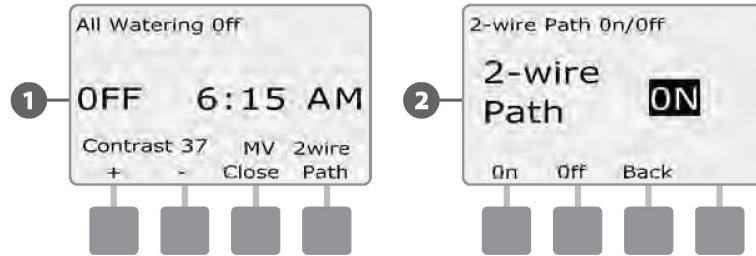 All Watering Off
1
OFF 6:15 AM
Contrast 37 MV 2wire
+ - Close Path
2-wire Path On/Off
2
2-wire
Path ON
On Off Back